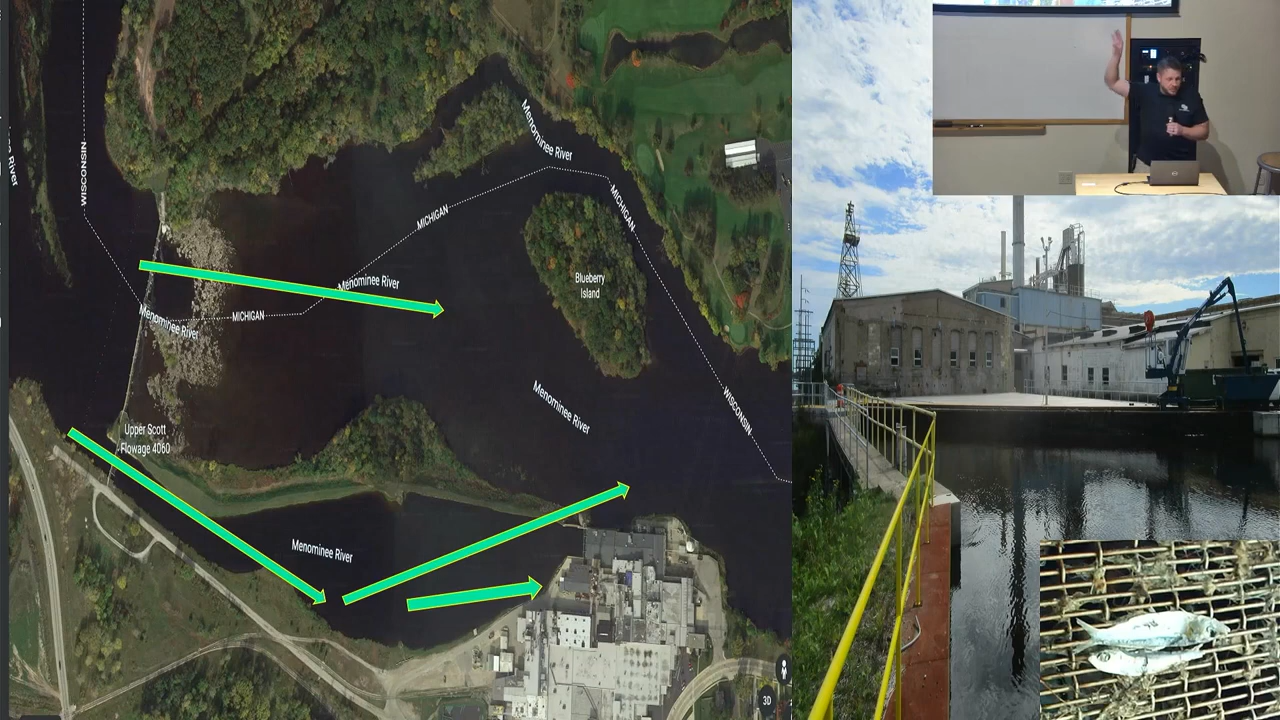 WISCONSIN
Menominee River
MICHIGAN
MICHIGAN
Menominee River
Blueberry
Island
Menominee River
MICHIGAN
Menominee River
WISCONSIN
Upper Scott
Flowage 4060
Menominee River
3D